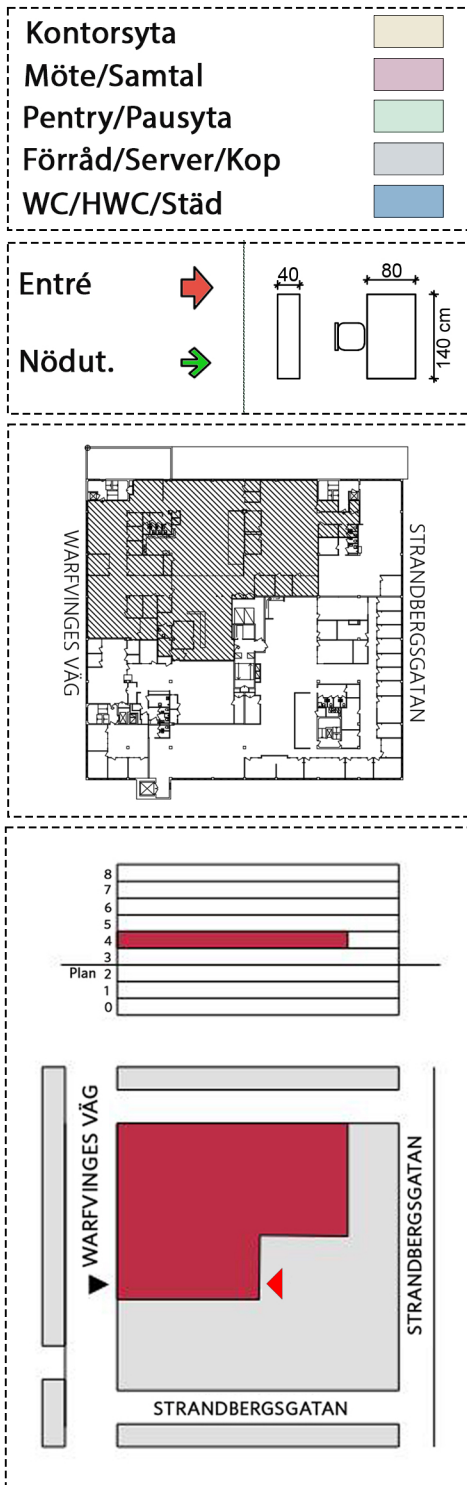 Kontorsyta
Möte/Samtal
Pentry/Pausyta
Förråd/Server/Kop
WC/HWC/Städ
Entré
Nödut.
40
80
140 cm
WARFVINGES VÄG
STRANDBERGSGATAN
8
7
6
5
4
3
Plan 2
1
0
WARFVINGES VÄG
STRANDBERGSGATAN
STRANDBERGSGATAN